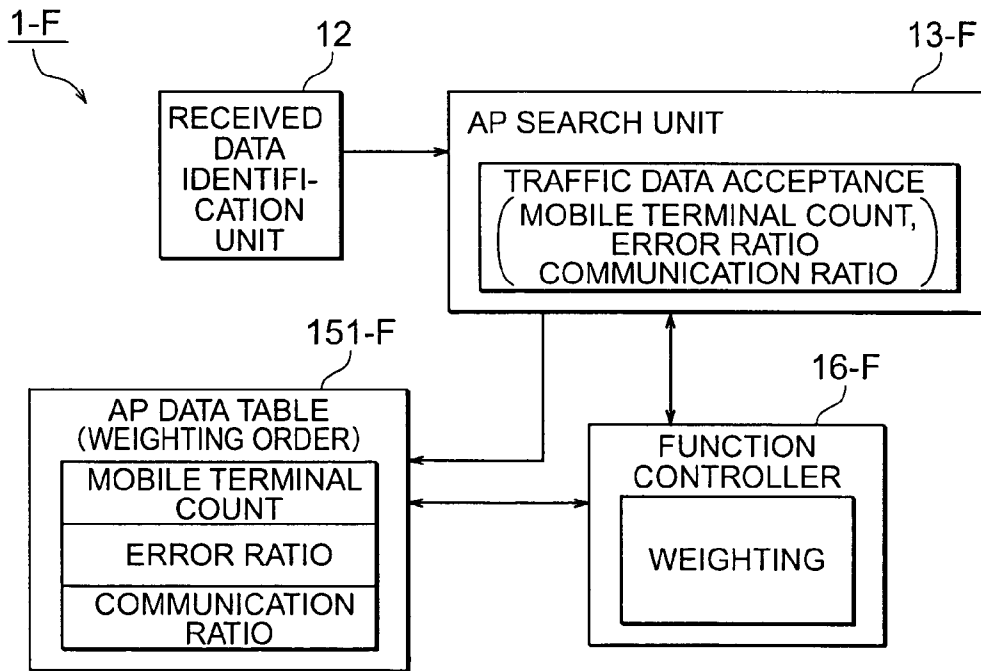 1-F
12
13-F
RECEIVED
DATA
IDENTIFI-
CATION
UNIT
AP SEARCH UNIT
TRAFFIC DATA ACCEPTANCE
(MOBILE TERMINAL COUNT,
ERROR RATIO
COMMUNICATION RATIO)
151-F
16-F
AP DATA TABLE
(WEIGHTING ORDER)
MOBILE TERMINAL
COUNT
ERROR RATIO
COMMUNICATION
RATIO
FUNCTION
CONTROLLER
WEIGHTING